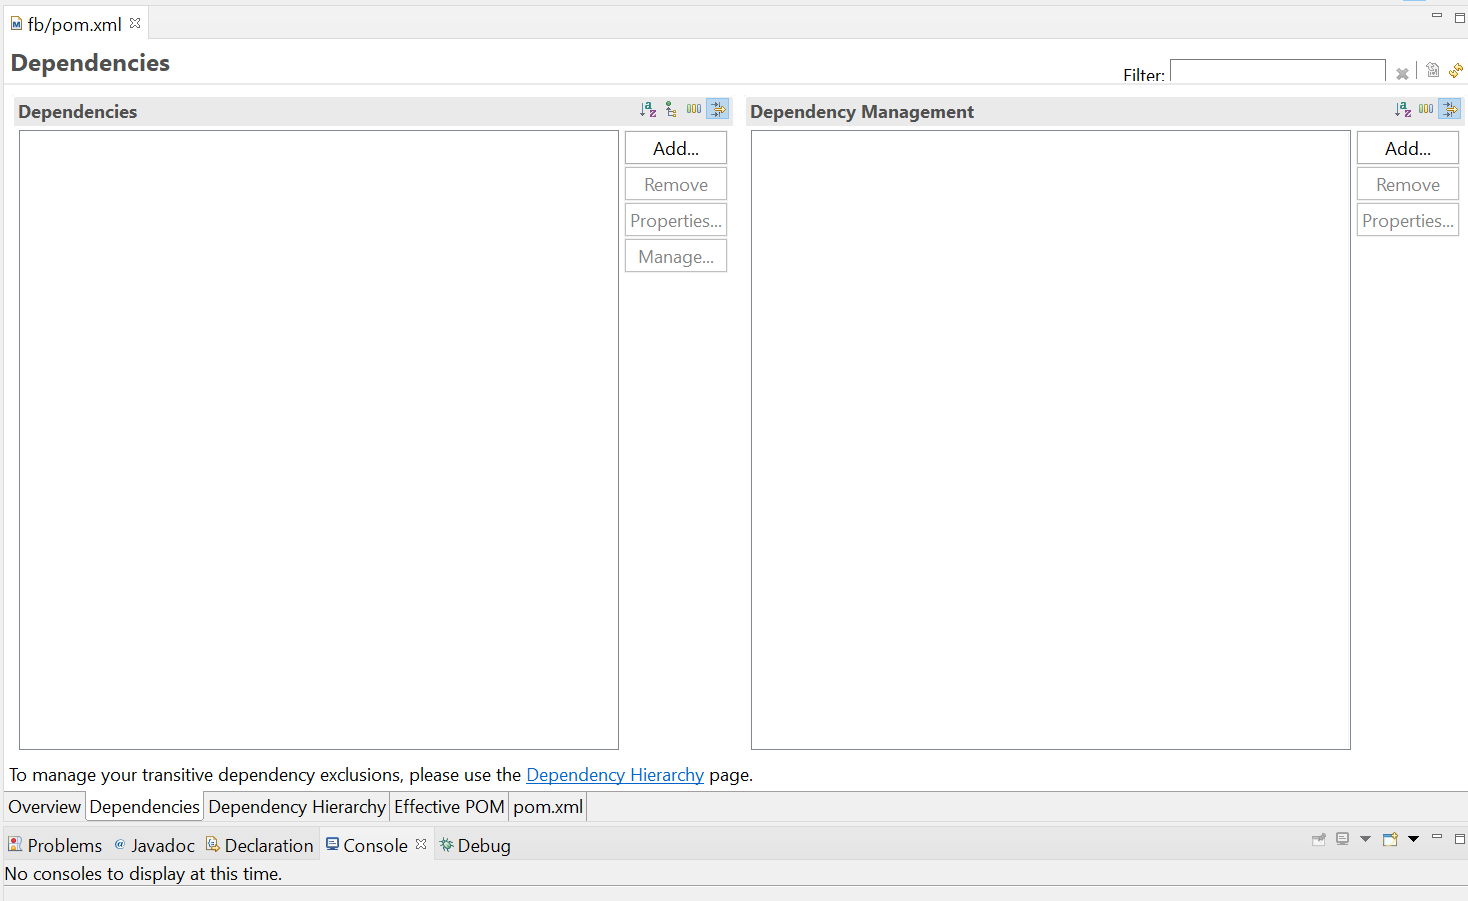 fb/pom.xml
Dependencies
Filter:
Dependencies
Dependency Management
Add...
Remove
Properties...
Manage...
Add...
Remove
Properties...
To manage your transitive dependency exclusions, please use the Dependency Hierarchy page.
Overview Dependencies Dependency Hierarchy Effective POM pom.xml
Problems @ Javadoc Declaration Console Debug
No consoles to display at this time.